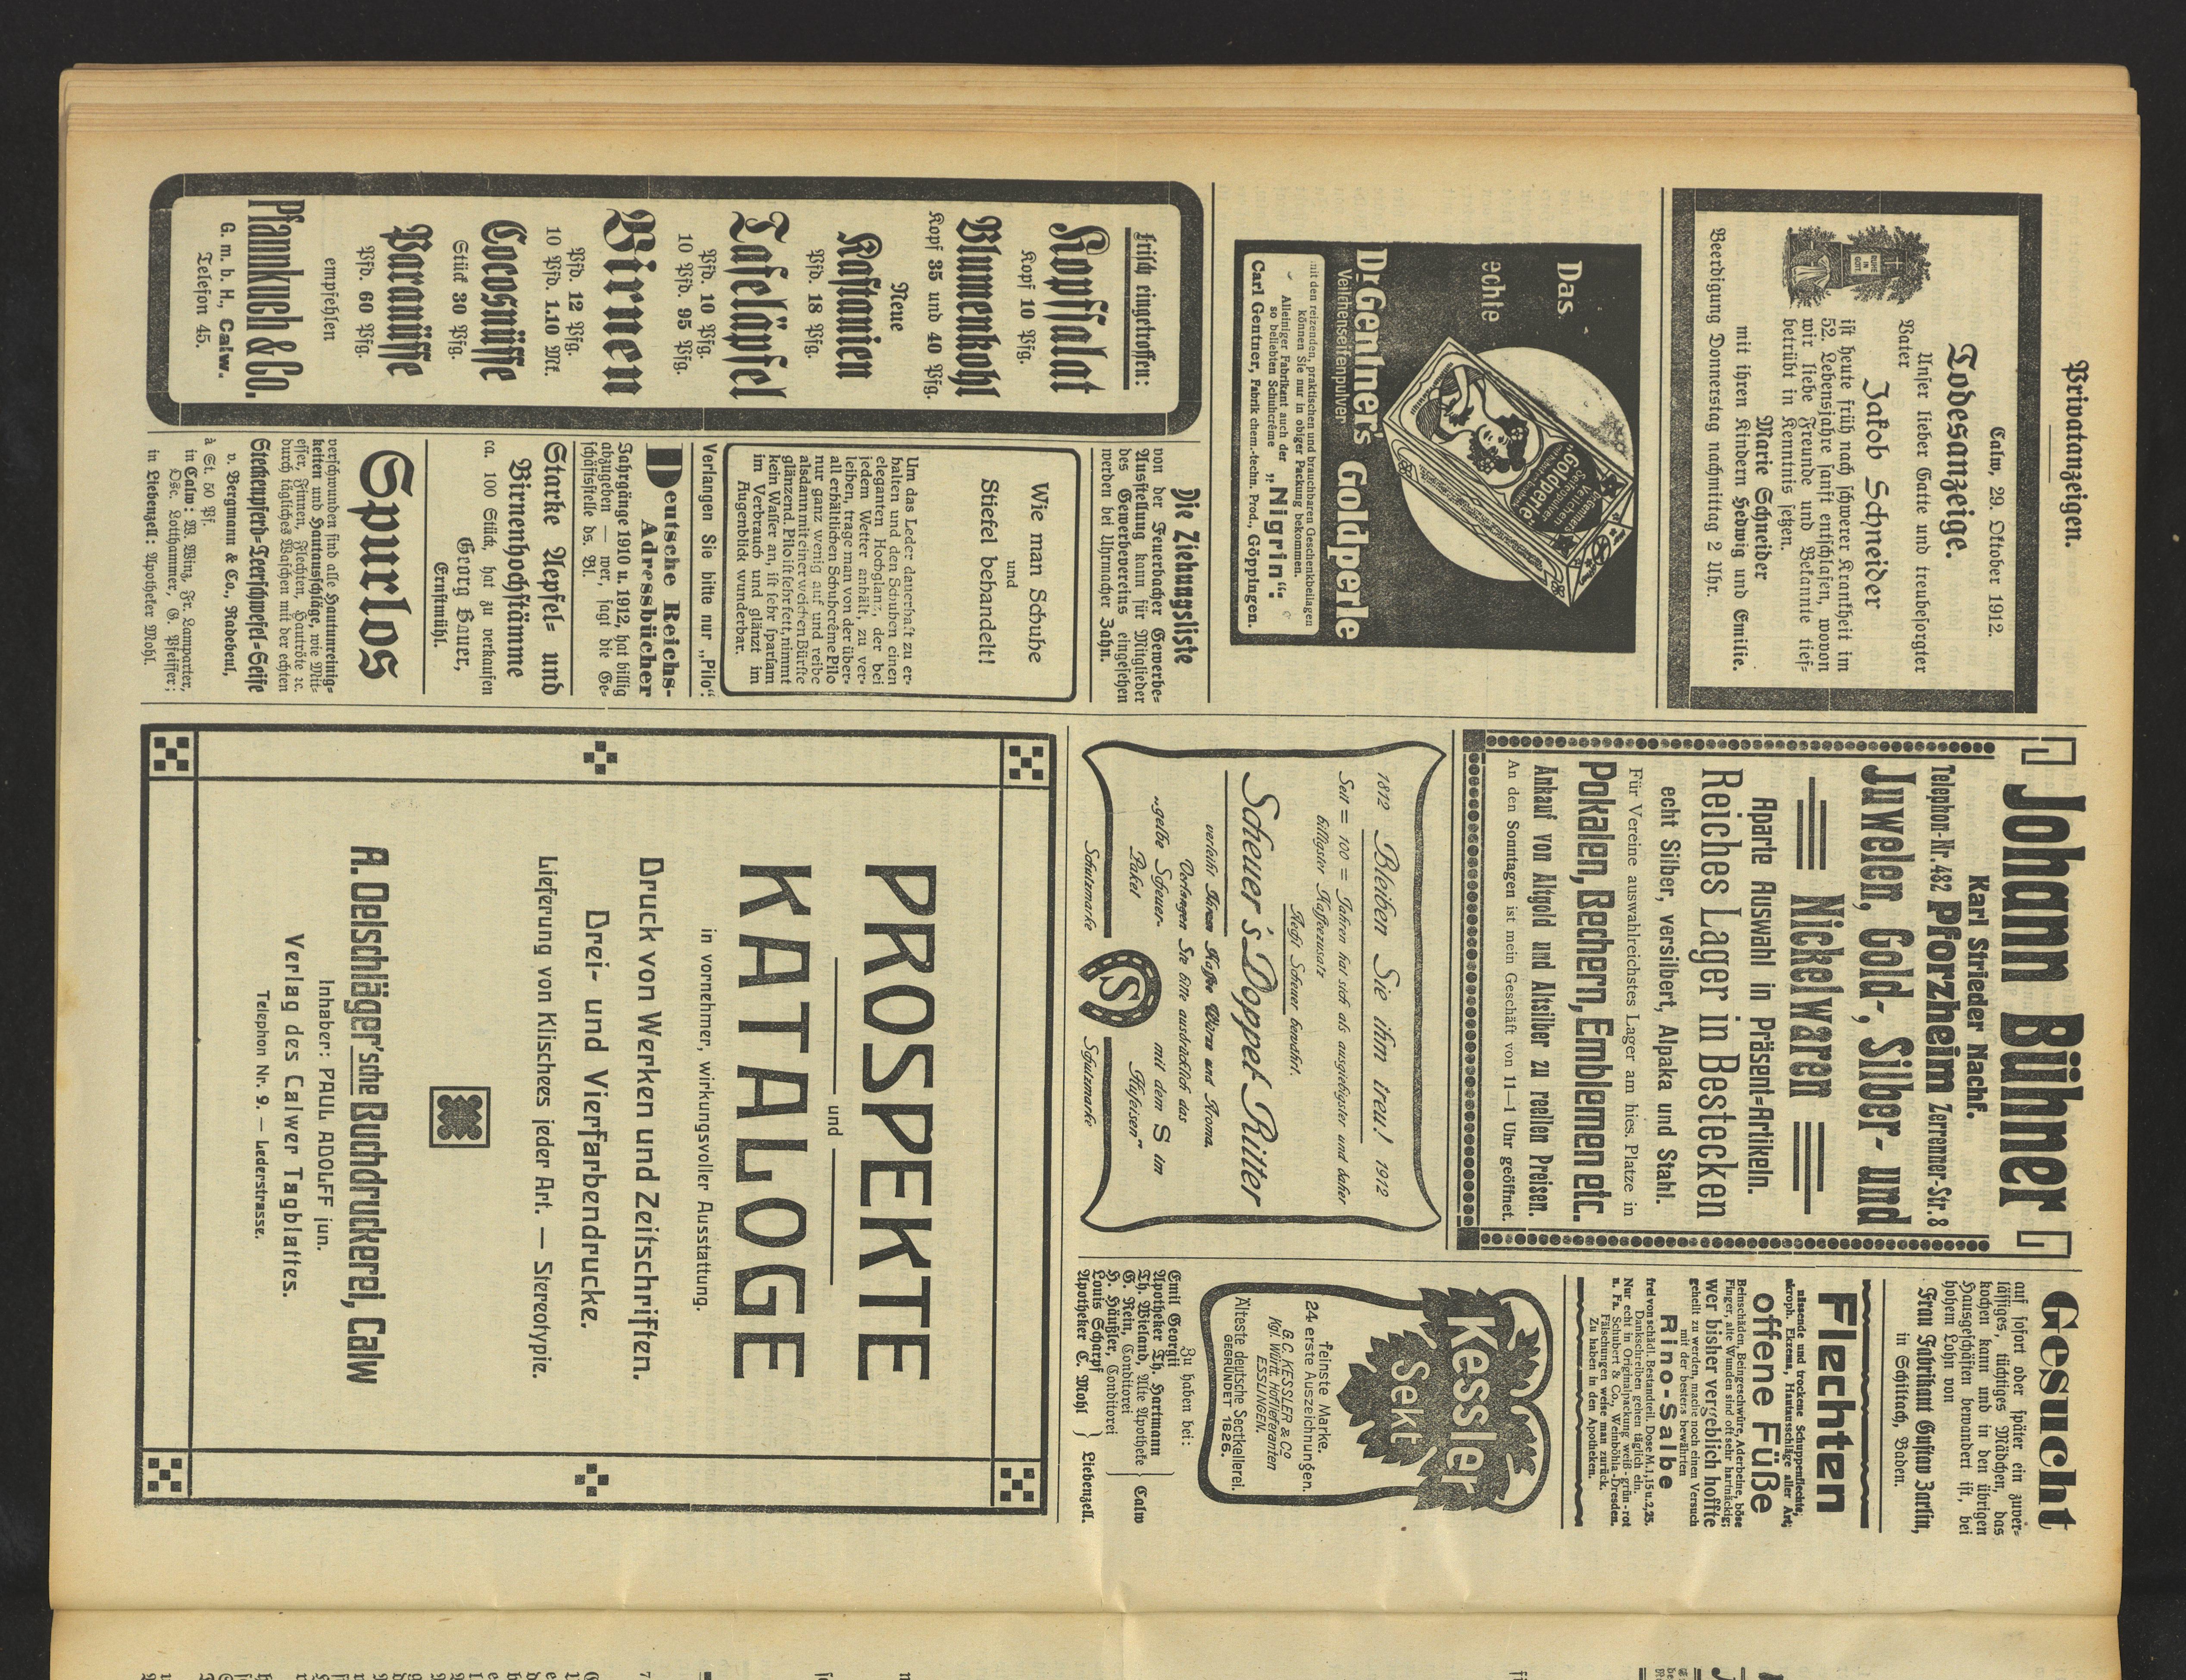 Privatanzeigen.
Calw, 29. Oktober 1912.
Todesanzeige.
Unser lieber Gatte und treubesorgter
Vater
Jakob Schneider
ist heute früh nach schwerer Krankheit im
52. Lebensjahre sanft entschlafen, wovon
wir liebe Freunde und Bekannte tief-
betrübt in Kenntnis setzen.
Marie Schneider
mit ihren Kindern Hedwig und Emilie.
Beerdigung Donnerstag nachmittag 2 Uhr.
RUHE
IN
GOTT.
Das
echte
Dr. Gentner's
Veilchenseifenpulver
Goldperle
Dr. Gentner's
Veilchen
Seifenpulver
Goldperle
mit den reizenden, praktischen und brauchbaren Geschenkbeilagen
können Sie nur in obiger Packung bekommen.
Alleiniger Fabrikant auch der
so beliebten Schuhcrême „Nigrin“:
Carl Gentner, Fabrik chem.-techn. Prod., Göppingen.
frisch eingetroffen:
Kopfsalat
Kopf 10 Pfg.
Blumenkohl
Kopf 35 und 40 Pfg.
Neue
Kastanien
Pfd. 18 Pfg.
Tafeläpfel
Pfd. 10 Pfg.
10 Pfd. 95 Pfg.
Birnen
Pfd. 12 Pfg.
10 Pfd. 1.10 Mk.
Cocosnüsse
Stück 30 Pfg.
Paranüsse
Pfd. 60 Pfg.
empfehlen
Pfannkuch & Co.
G. m. b. H., Calw.
Telefon 45.
Die Ziehungsliste
von der Feuerbacher Gewerbe-
Ausstellung kann für Mitglieder
des Gewerbevereins eingesehen
werden bei Uhrmacher Zahn.
Wie man Schuhe
und
Stiefel behandelt!
Um das Leder dauerhaft zu er-
halten und den Schuhen einen
eleganten Hochglanz, der bei
jedem Wetter anhält, zu ver-
leihen, trage man von der über-
all erhältlichen Schuhcrême Pilo
nur ganz wenig auf und reibe
alsdann mit einer weichen Bürste
glänzend. Pilo ist sehr fett, nimmt
kein Wasser an, ist sehr sparsam
im Verbrauch und glänzt im
Augenblick wunderbar.
Verlangen Sie bitte nur „Pilo“.
Deutsche Reichs-
Adressbücher
Jahrgänge 1910 u. 1912, hat billig
abzugeben — wer, sagt die Ge-
schäftsstelle ds. Bl.
Starke Aepfel- und
Birnenhochstämme
ca. 100 Stück, hat zu verkaufen
Georg Bauer,
Ernstmühl.
Spurlos
verschwunden sind alle Hautunreinig-
keiten und Hautausschläge, wie Mit-
esser, Finnen, Flechten, Hautröte ec.
durch tägliches Waschen mit der echten
Steckenpferd-Teerschwefel-Seife
v. Bergmann & Co., Radebeul,
à St. 50 Pf.
in Calw: W. Winz, Fr. Lamparter,
Osc. Lotthammer, G. Pfeiffer;
in Liebenzell: Apotheker Mohl.
Johann Bühner
Karl Strieder Nachf.
Telephon-Nr. 482 Pforzheim Zerrenner-Str. 8
Juwelen, Gold-, Silber- und
Nickelwaren
Aparte Auswahl in Präsent-Artikeln.
Reiches Lager in Bestecken
echt Silber, versilbert, Alpaka und Stahl.
Für Vereine auswahlreichstes Lager am hies. Platze in
Pokalen, Bechern, Emblemen etc.
Ankauf von Altgold und Altsilber zu reellen Preisen.
An den Sonntagen ist mein Geschäft von 11—1 Uhr geöffnet.
1812 Bleiben Sie ihm treu! 1912
Seit = 100 = Jahren hat sich als ausgiebigster und daher
billigster Kaffeezusatz
Aecht Scheuer bewährt.
Scheuer's Doppel Ritter
verleiht Ihrem Kaffee Würze und Aroma.
Verlangen Sie bitte ausdrücklich das
„gelbe Scheuer- mit dem S im
Paket Hufeisen“
Schutzmarke S Schutzmarke
PROSPEKTE
und
KATALOGE
in vornehmer, wirkungsvoller Ausstattung.
Druck von Werken und Zeitschriften.
Drei- und Vierfarbendrucke.
Lieferung von Klischees jeder Art. — Stereotypie.
A. Oelschläger'sche Buchdruckerei, Calw
Inhaber: PAUL ADOLFF jun.
Verlag des Calwer Tagblattes.
Telephon Nr. 9. — Lederstrasse.
Gesucht
auf sofort oder später ein zuver-
lässiges, tüchtiges Mädchen, das
kochen kann und in den übrigen
Hausgeschäften bewandert ist, bei
hohem Lohn von
Frau Fabrikant Gustav Zarlin,
in Schiltach, Baden.
Flechten
nässende und trockene Schuppenflechte,
skroph. Ekzema, Hautausschläge aller Art,
offene Füße
Beinschäden, Beingeschwüre, Aderbeine, böse
Finger, alte Wunden sind oft sehr hartnäckig;
wer bisher vergeblich hoffte
geheilt zu werden, mache noch einen Versuch
mit der bestens bewährten
Rino-Salbe
frei von schädl. Bestandteil. Dose M. 1,15 u. 2,25.
Dankschreiben gehen täglich ein.
Nur echt in Originalpackung weiß-grün-rot
u. Fa. Schubert & Co., Weinböhla-Dresden.
Fälschungen weise man zurück.
Zu haben in den Apotheken.
Kessler
Sekt
feinste Marke.
24 erste Auszeichnungen.
G. C. KESSLER & Co
Kgl. Württ. Hoflieferanten
ESSLINGEN.
Älteste deutsche Sectkellerei.
GEGRÜNDET 1826.
Zu haben bei:
Emil Georgii
Apotheker Th. Hartmann
Th. Wieland, Alte Apotheke
G. Rein, Conditorei
H. Häußler, Conditorei
Calw
Louis Scharpf
Apotheker C. Mohl
Liebenzell.